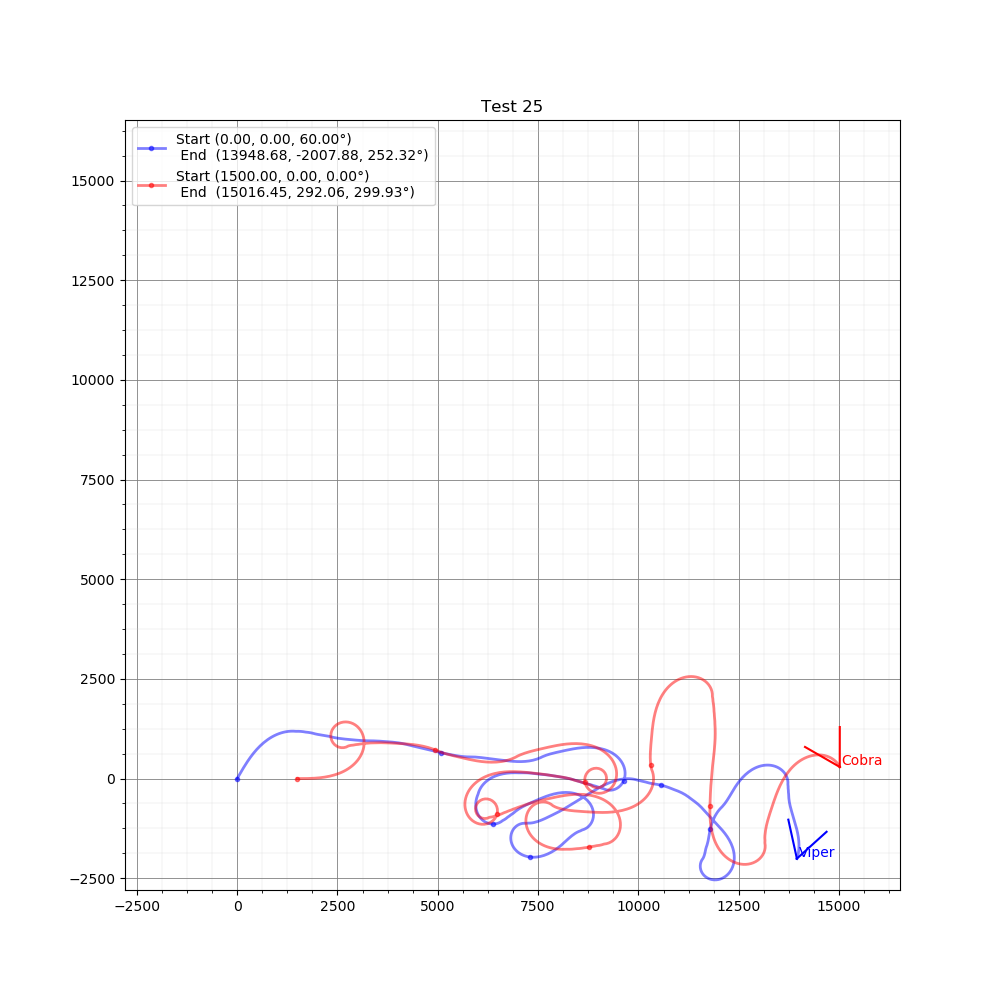 Test 25
Start (0.00, 0.00, 60.00°)
End (13948.68, -2007.88, 252.32°)
Start (1500.00, 0.00, 0.00°)
End (15016.45, 292.06, 299.93°)
15000
12500
10000
7500
5000
2500
0
−2500
Cobra
Viper
−2500 0 2500 5000 7500 10000 12500 15000